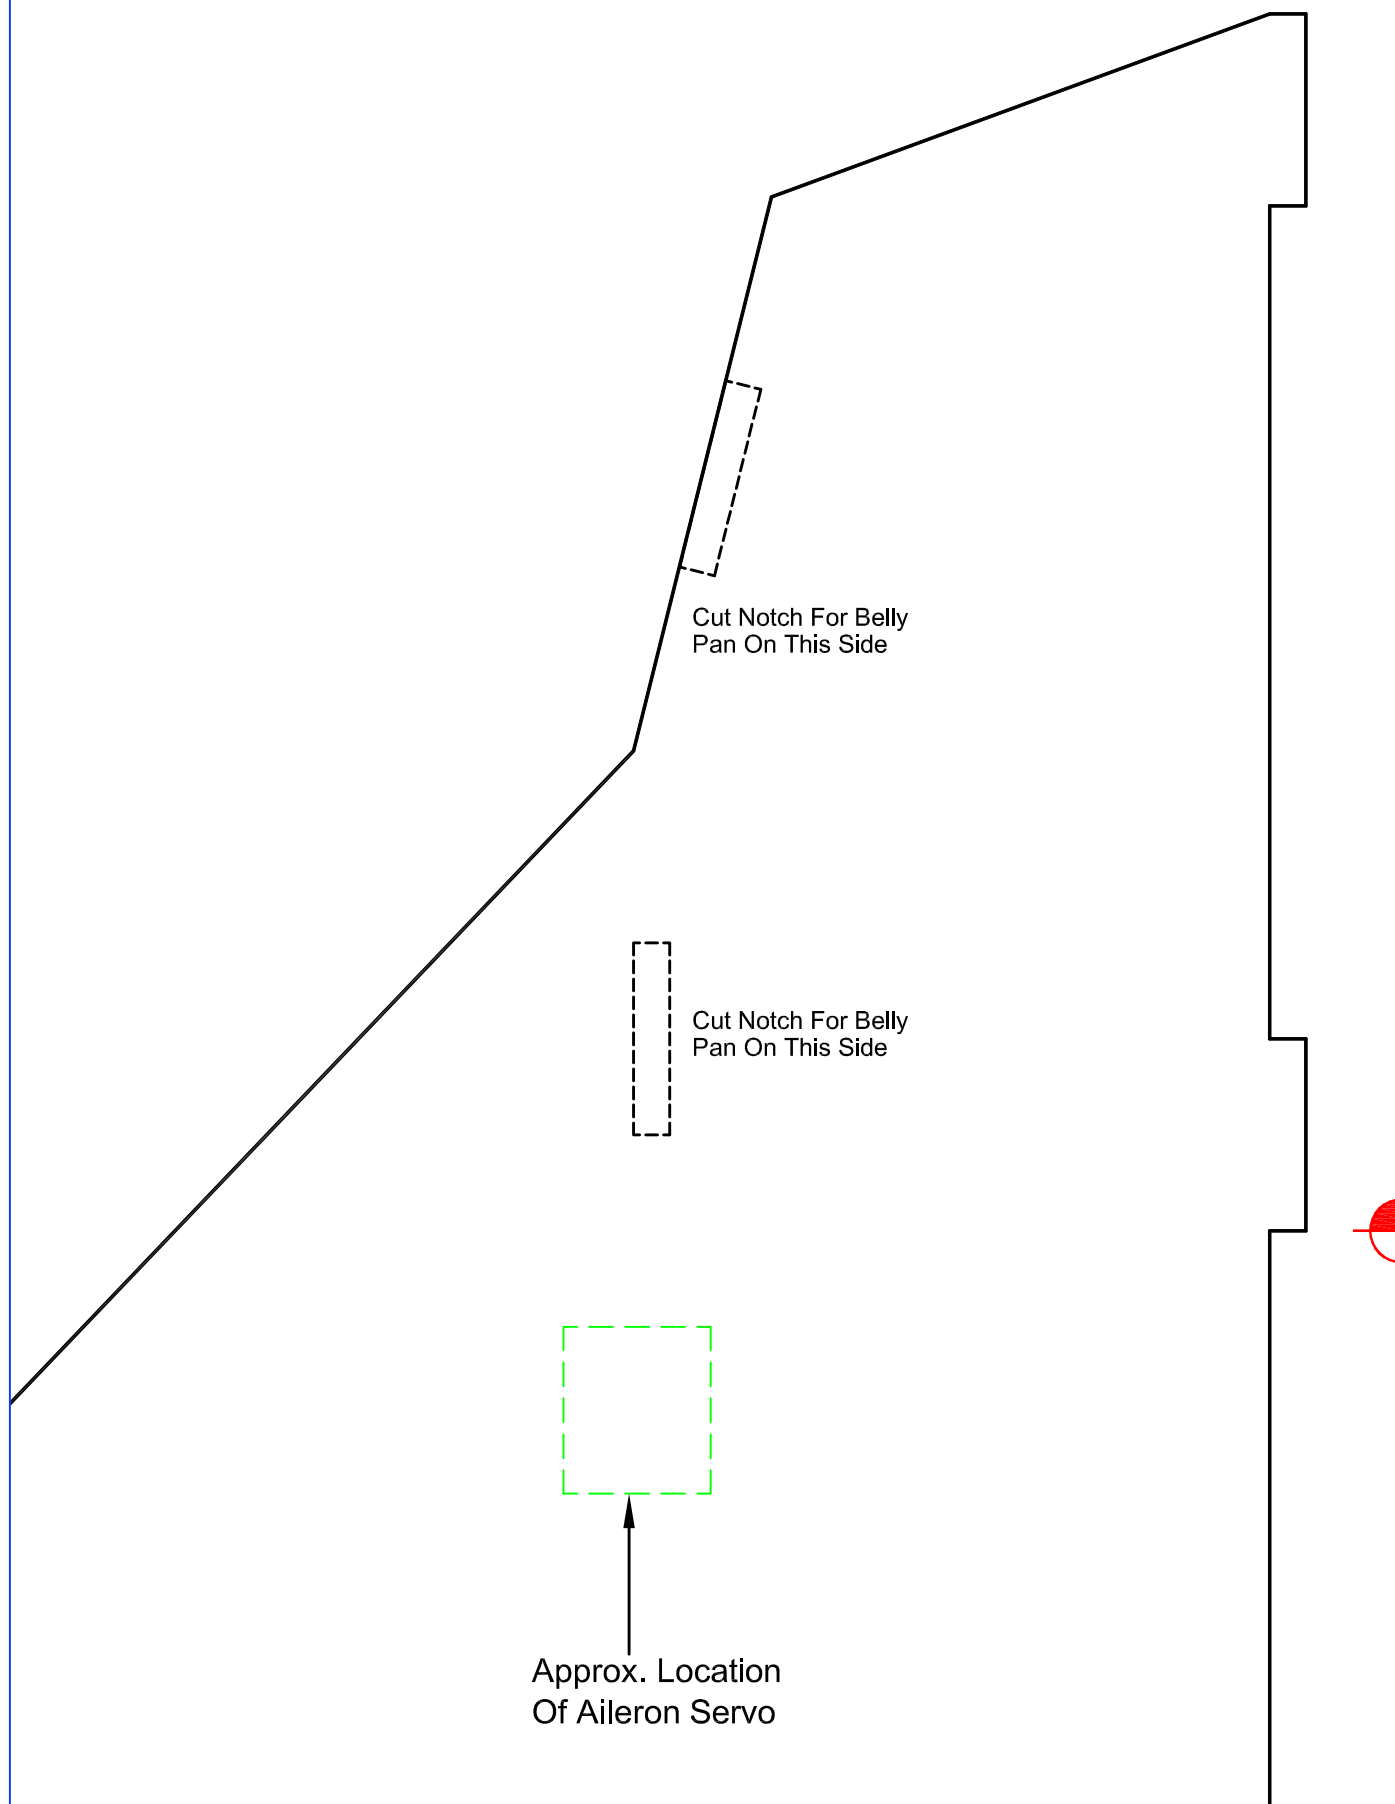 Cut Notch For Belly
Pan On This Side
Cut Notch For Belly
Pan On This Side
Approx. Location
Of Aileron Servo